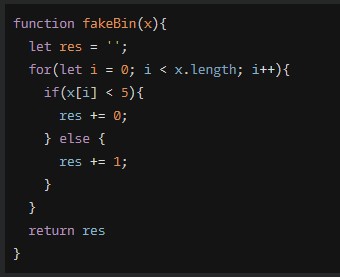 function fakeBin(x){
  let res = '';
  for(let i = 0; i < x.length; i++){
    if(x[i] < 5){
      res += 0;
    } else {
      res += 1;
    }
  }
  return res
}